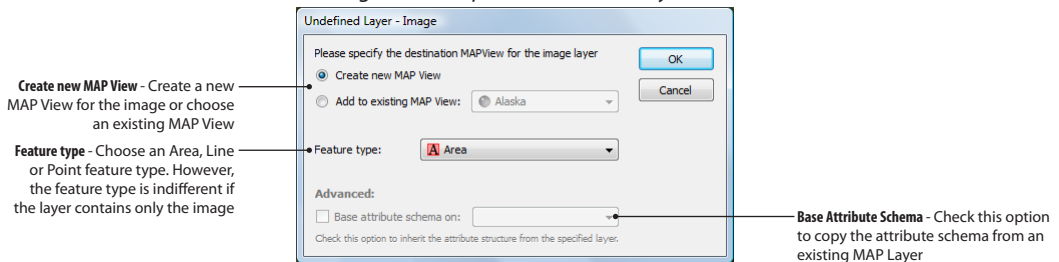 Undefined Layer - Image
Please specify the destination MAPView for the image layer
Create new MAP View
Add to existing MAP View:
Alaska
OK
Cancel
Feature type:
A Area
Advanced:
Base attribute schema on:
Check this option to inherit the attribute structure from the specified layer.
Create new MAP View - Create a new
MAP View for the image or choose
an existing MAP View
Feature type - Choose an Area, Line
or Point feature type. However,
the feature type is indifferent if
the layer contains only the image
Base Attribute Schema - Check this option
to copy the attribute schema from an
existing MAP Layer